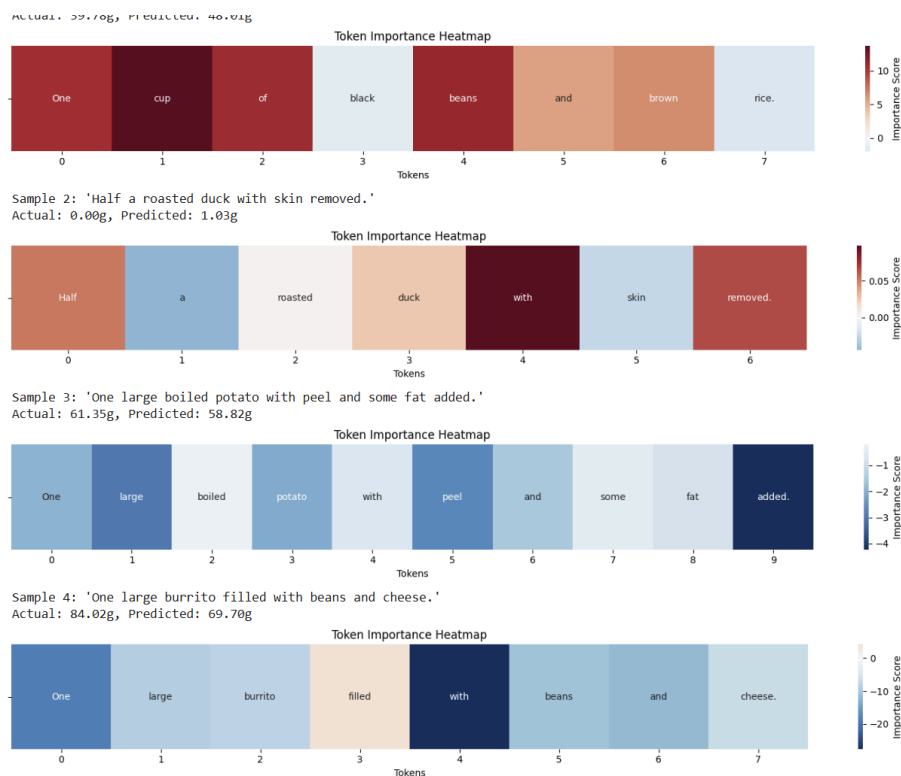 Actual: 39.78g, Predicted: 48.01g
Token Importance Heatmap
One cup of black beans and brown rice.
0 1 2 3 4 5 6 7
Tokens
10
5
0
Importance Score
Sample 2: 'Half a roasted duck with skin removed.'
Actual: 0.00g, Predicted: 1.03g
Token Importance Heatmap
Half a roasted duck with skin removed.
0 1 2 3 4 5 6
Tokens
0.05
0.00
Importance Score
Sample 3: 'One large boiled potato with peel and some fat added.'
Actual: 61.35g, Predicted: 58.82g
Token Importance Heatmap
One large boiled potato with peel and some fat added.
0 1 2 3 4 5 6 7 8 9
Tokens
−1
−2
−3
−4
Importance Score
Sample 4: 'One large burrito filled with beans and cheese.'
Actual: 84.02g, Predicted: 69.70g
Token Importance Heatmap
One large burrito filled with beans and cheese.
0 1 2 3 4 5 6 7
Tokens
0
−10
−20
Importance Score